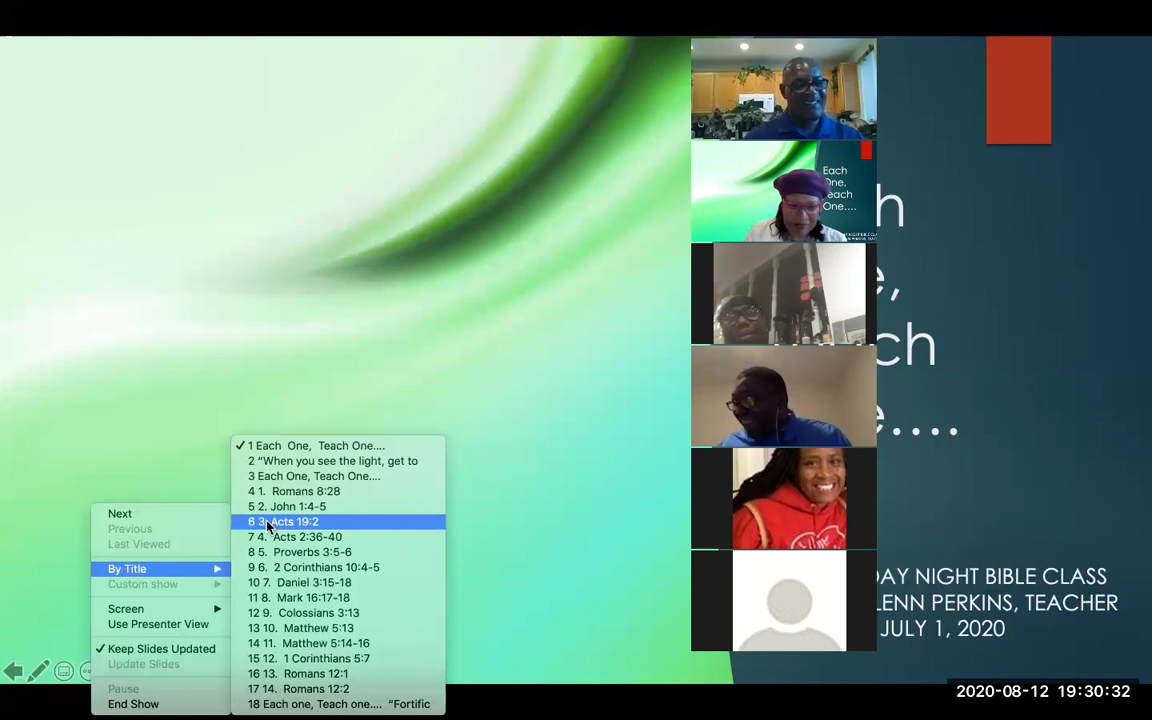 Each
One,
Teach
One....
DAY NIGHT BIBLE CLASS
LENN PERKINS, TEACHER
JULY 1, 2020
2020-08-12 19:30:32
Next
Previous
Last Viewed
By Title
Custom show
Screen
Use Presenter View
✓ Keep Slides Updated
Update Slides
Pause
End Show
✓ 1 Each One, Teach One....
2 “When you see the light, get to
3 Each One, Teach One....
4 1. Romans 8:28
5 2. John 1:4-5
6 3. Acts 19:2
7 4. Acts 2:36-40
8 5. Proverbs 3:5-6
9 6. 2 Corinthians 10:4-5
10 7. Daniel 3:15-18
11 8. Mark 16:17-18
12 9. Colossians 3:13
13 10. Matthew 5:13
14 11. Matthew 5:14-16
15 12. 1 Corinthians 5:7
16 13. Romans 12:1
17 14. Romans 12:2
18 Each one, Teach one.... “Fortific